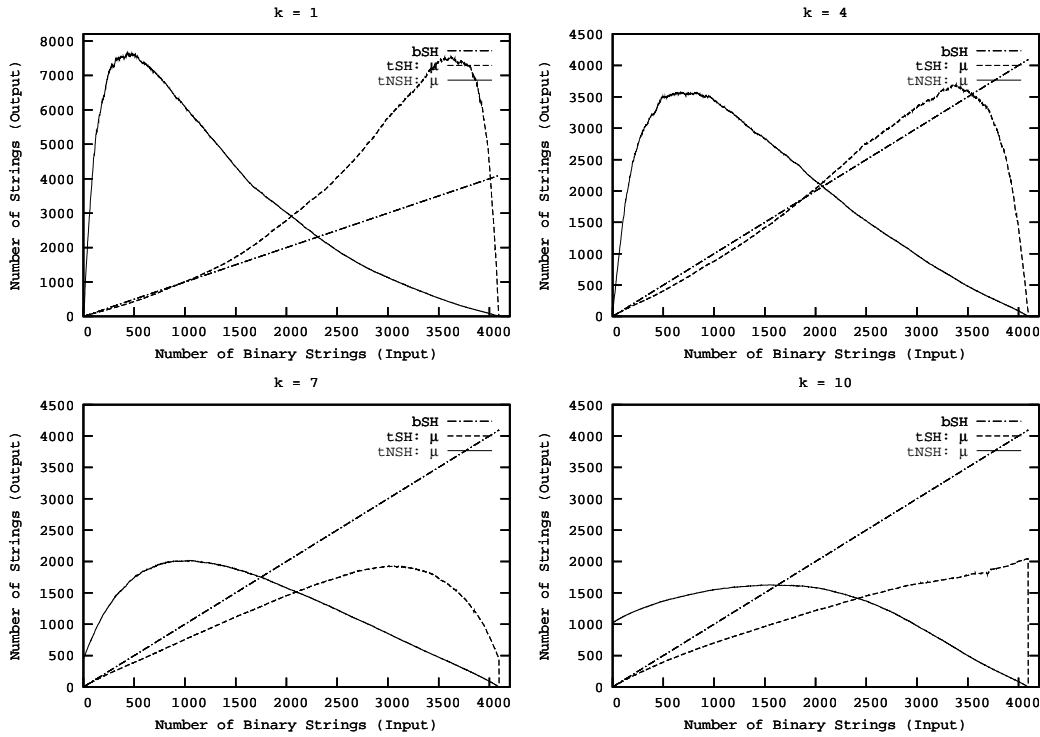 k = 1
8000
7000
6000
5000
4000
3000
2000
1000
0
Number of Strings (Output)
bSH
tSH: μ
tNSH: μ
0 500 1000 1500 2000 2500 3000 3500 4000
Number of Binary Strings (Input)
k = 4
4500
4000
3500
3000
2500
2000
1500
1000
500
0
Number of Strings (Output)
bSH
tSH: μ
tNSH: μ
0 500 1000 1500 2000 2500 3000 3500 4000
Number of Binary Strings (Input)
k = 7
4500
4000
3500
3000
2500
2000
1500
1000
500
0
Number of Strings (Output)
bSH
tSH: μ
tNSH: μ
0 500 1000 1500 2000 2500 3000 3500 4000
Number of Binary Strings (Input)
k = 10
4500
4000
3500
3000
2500
2000
1500
1000
500
0
Number of Strings (Output)
bSH
tSH: μ
tNSH: μ
0 500 1000 1500 2000 2500 3000 3500 4000
Number of Binary Strings (Input)